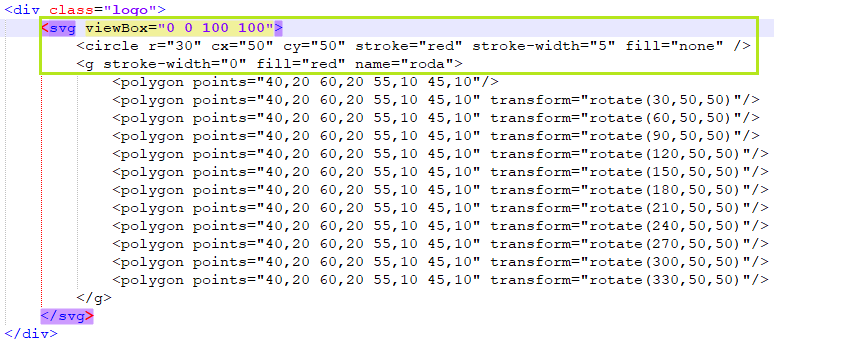 <div class="logo">
<svg viewBox="0 0 100 100">
<circle r="30" cx="50" cy="50" stroke="red" stroke-width="5" fill="none" />
<g stroke-width="0" fill="red" name="roda">
<polygon points="40,20 60,20 55,10 45,10"/>
<polygon points="40,20 60,20 55,10 45,10" transform="rotate(30,50,50)"/>
<polygon points="40,20 60,20 55,10 45,10" transform="rotate(60,50,50)"/>
<polygon points="40,20 60,20 55,10 45,10" transform="rotate(90,50,50)"/>
<polygon points="40,20 60,20 55,10 45,10" transform="rotate(120,50,50)"/>
<polygon points="40,20 60,20 55,10 45,10" transform="rotate(150,50,50)"/>
<polygon points="40,20 60,20 55,10 45,10" transform="rotate(180,50,50)"/>
<polygon points="40,20 60,20 55,10 45,10" transform="rotate(210,50,50)"/>
<polygon points="40,20 60,20 55,10 45,10" transform="rotate(240,50,50)"/>
<polygon points="40,20 60,20 55,10 45,10" transform="rotate(270,50,50)"/>
<polygon points="40,20 60,20 55,10 45,10" transform="rotate(300,50,50)"/>
<polygon points="40,20 60,20 55,10 45,10" transform="rotate(330,50,50)"/>
</g>
</svg>
</div>